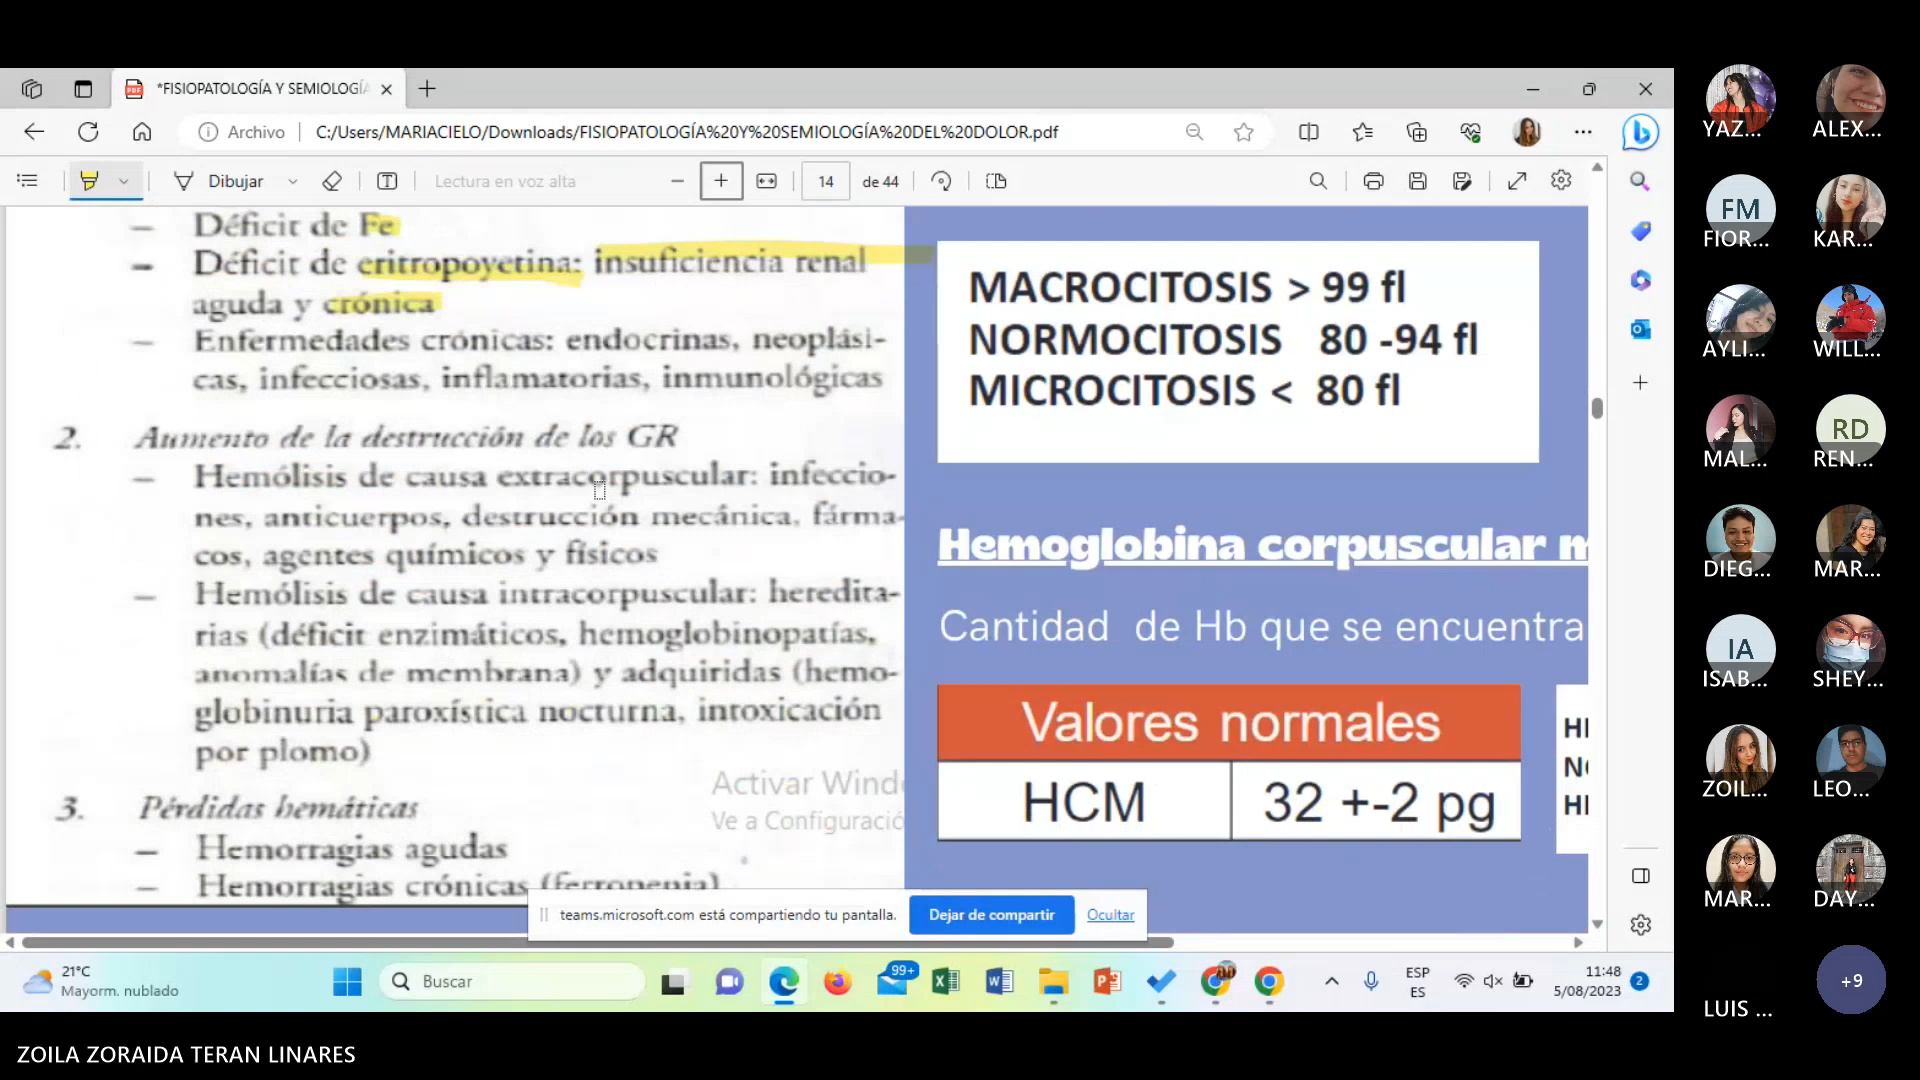 *FISIOPATOLOGÍA Y SEMIOLOGÍA
Archivo
C:/Users/MARIACIELO/Downloads/FISIOPATOLOGÍA%20Y%20SEMIOLOGÍA%20DEL%20DOLOR.pdf
Dibujar
Lectura en voz alta
14 de 44
– Déficit de Fe
– Déficit de eritropoyetina: insuficiencia renal
aguda y crónica
– Enfermedades crónicas: endocrinas, neoplási-
cas, infecciosas, inflamatorias, inmunológicas
2. Aumento de la destrucción de los GR
– Hemólisis de causa extracorpuscular: infeccio-
nes, anticuerpos, destrucción mecánica, fárma-
cos, agentes químicos y físicos
– Hemólisis de causa intracorpuscular: heredita-
rias (déficit enzimáticos, hemoglobinopatías,
anomalías de membrana) y adquiridas (hemo-
globinuria paroxística nocturna, intoxicación
por plomo)
3. Pérdidas hemáticas
– Hemorragias agudas
– Hemorragias crónicas (ferropenia)
Activar Wind
Ve a Configuració
MACROCITOSIS > 99 fl
NORMOCITOSIS 80 -94 fl
MICROCITOSIS < 80 fl
Hemoglobina corpuscular m
Cantidad de Hb que se encuentra
Valores normales
HCM 32 +-2 pg
HI
NO
HI
teams.microsoft.com está compartiendo tu pantalla.
Dejar de compartir
Ocultar
21°C
Mayorm. nublado
Buscar
99+
ESP
ES
11:48
5/08/2023
2
YAZ...
ALEX...
FM
FIOR...
KAR...
AYLI...
WILL...
MAL...
RD
REN...
DIEG...
MAR...
IA
ISAB...
SHEY...
ZOIL...
LEO...
MAR...
DAY...
LUIS ...
+9
ZOILA ZORAIDA TERAN LINARES